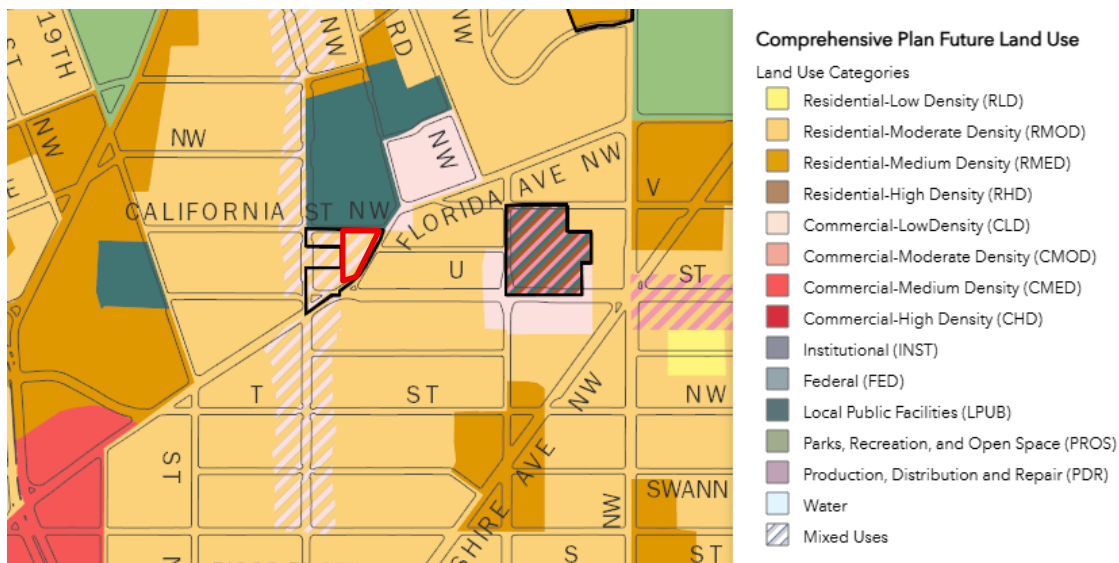 19TH
ST
NW
RD
NW
NW
NW
NW
E
CALIFORNIA ST NW
FLORIDA AVE NW
V
U
ST
T
ST
NW
NW
ST
SHIRE AVE
NW
SWANN
N
S
ST
Comprehensive Plan Future Land Use
Land Use Categories
Residential-Low Density (RLD)
Residential-Moderate Density (RMOD)
Residential-Medium Density (RMED)
Residential-High Density (RHD)
Commercial-LowDensity (CLD)
Commercial-Moderate Density (CMOD)
Commercial-Medium Density (CMED)
Commercial-High Density (CHD)
Institutional (INST)
Federal (FED)
Local Public Facilities (LPUB)
Parks, Recreation, and Open Space (PROS)
Production, Distribution and Repair (PDR)
Water
Mixed Uses